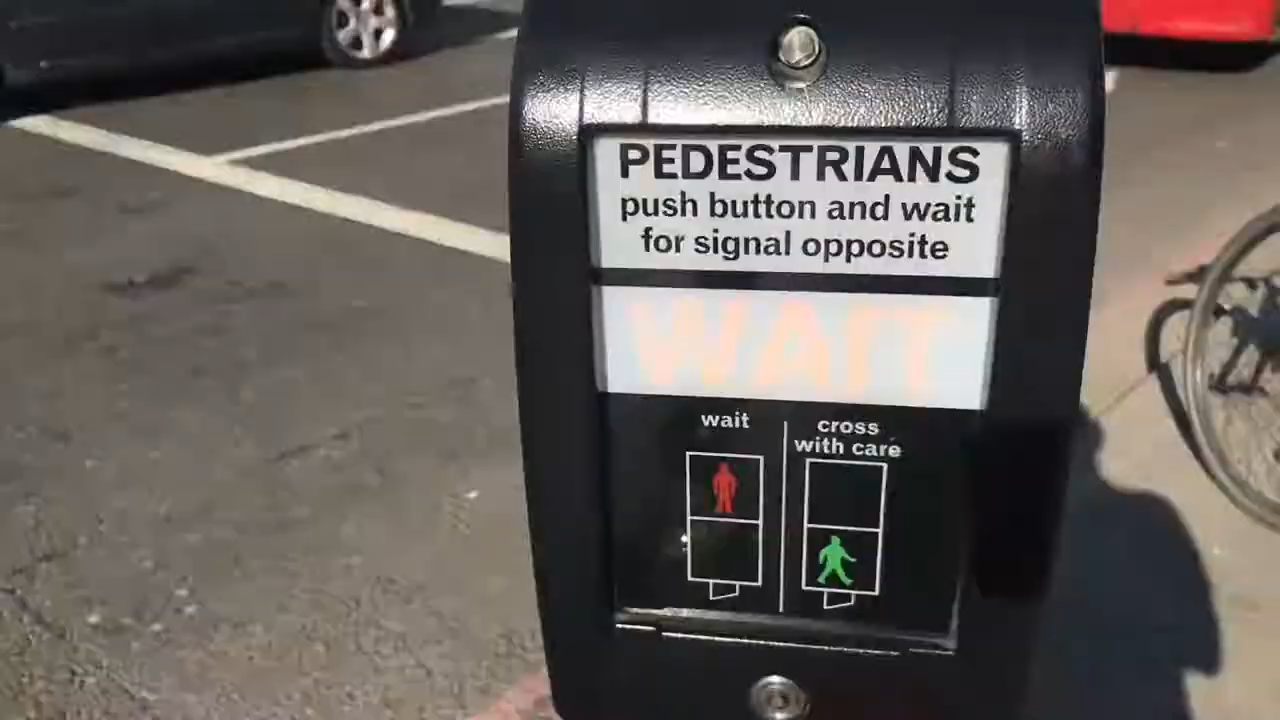 PEDESTRIANS
push button and wait
for signal opposite
WAIT
wait
cross
with care